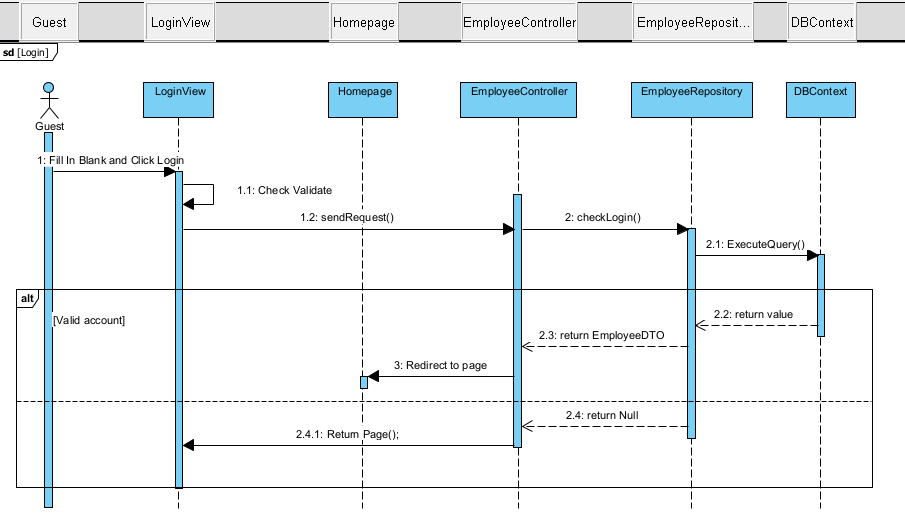 Guest LoginView Homepage EmployeeController EmployeeReposit... DBContext
sd [Login]
LoginView Homepage EmployeeController EmployeeRepository DBContext
Guest
1: Fill In Blank and Click Login
1.1: Check Validate
1.2: sendRequest() 2: checkLogin()
2.1: ExecuteQuery()
alt
[Valid account]
2.2: return value
2.3: return EmployeeDTO
3: Redirect to page
2.4: return Null
2.4.1: Return Page();